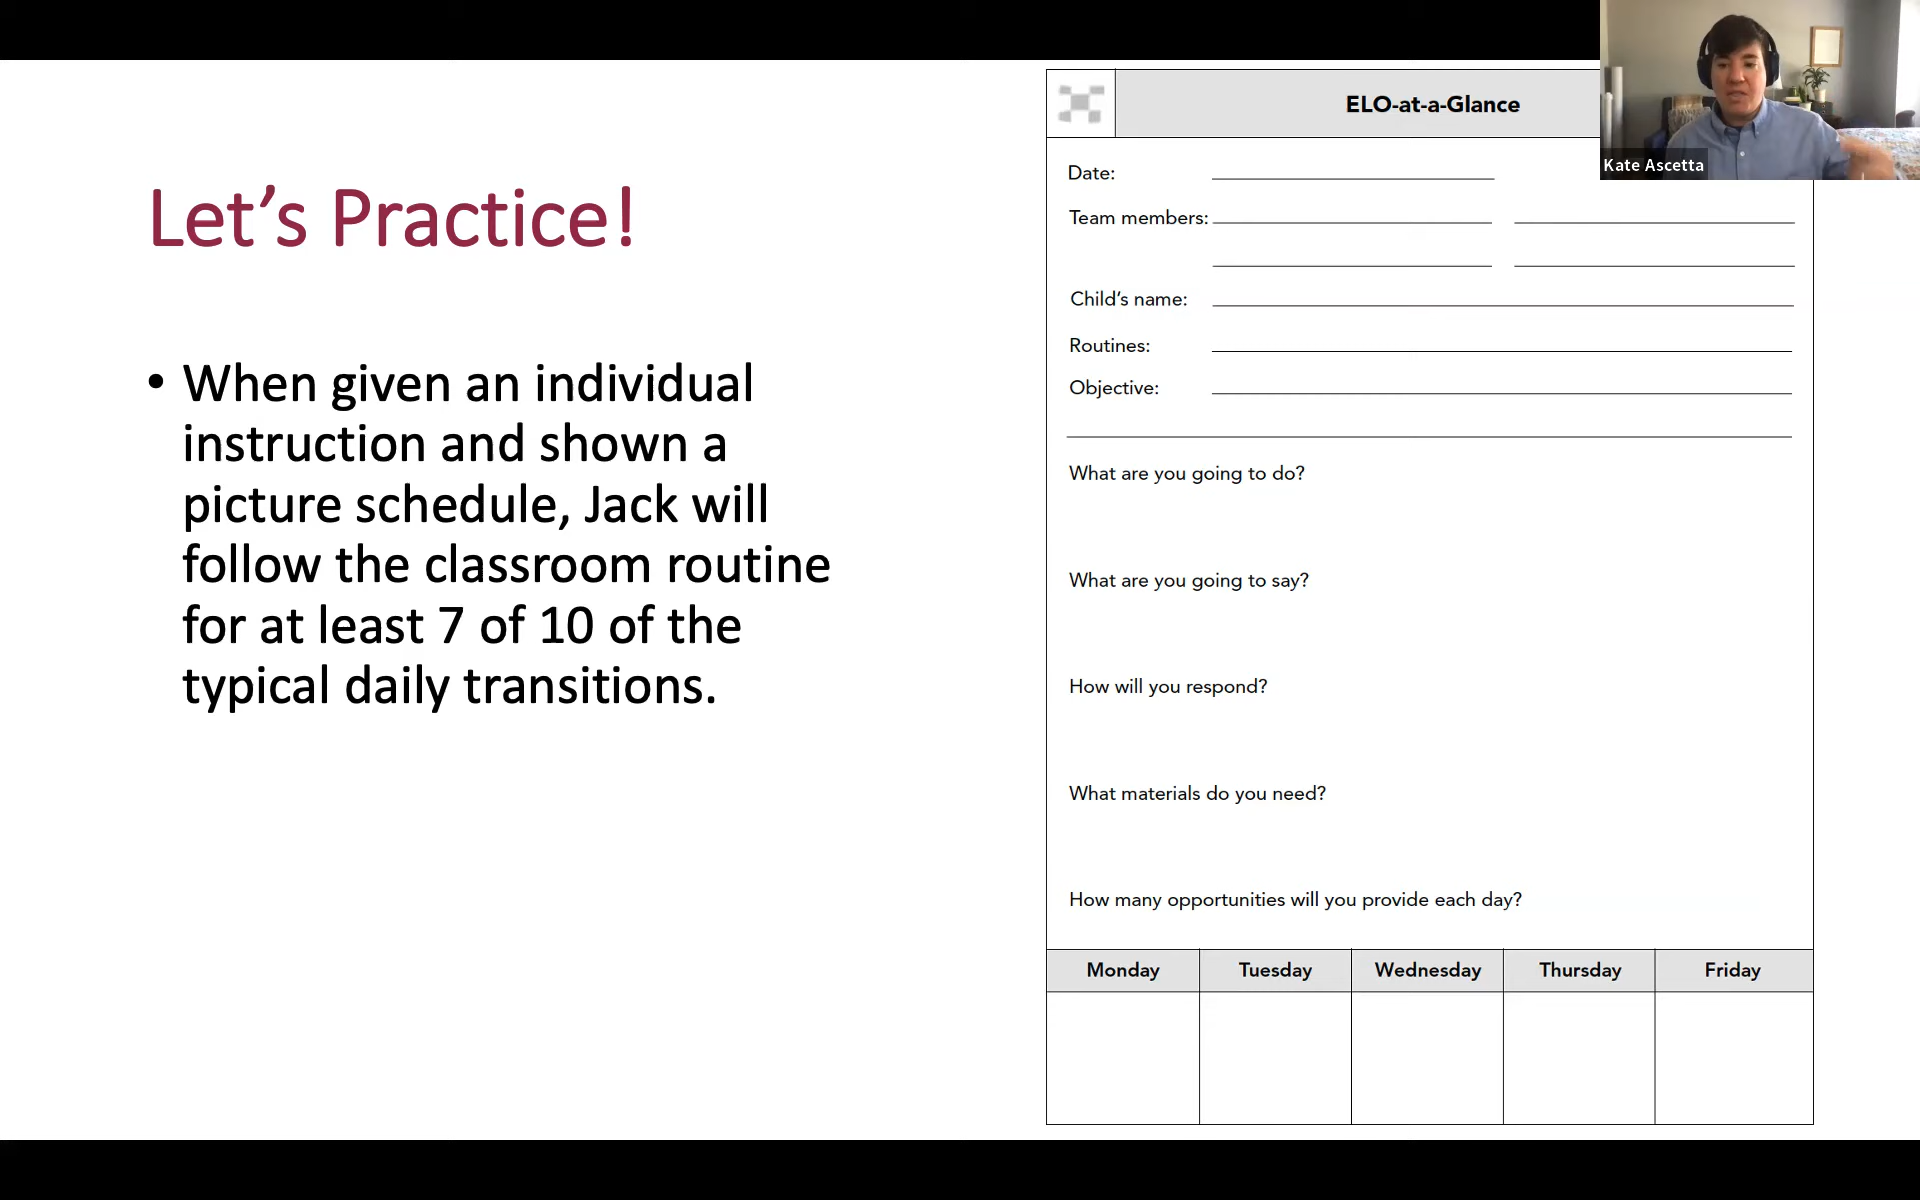 Let’s Practice!
• When given an individual
instruction and shown a
picture schedule, Jack will
follow the classroom routine
for at least 7 of 10 of the
typical daily transitions.
ELO-at-a-Glance
Kate Ascetta
Date:
Team members:
Child’s name:
Routines:
Objective:
What are you going to do?
What are you going to say?
How will you respond?
What materials do you need?
How many opportunities will you provide each day?
Monday Tuesday Wednesday Thursday Friday